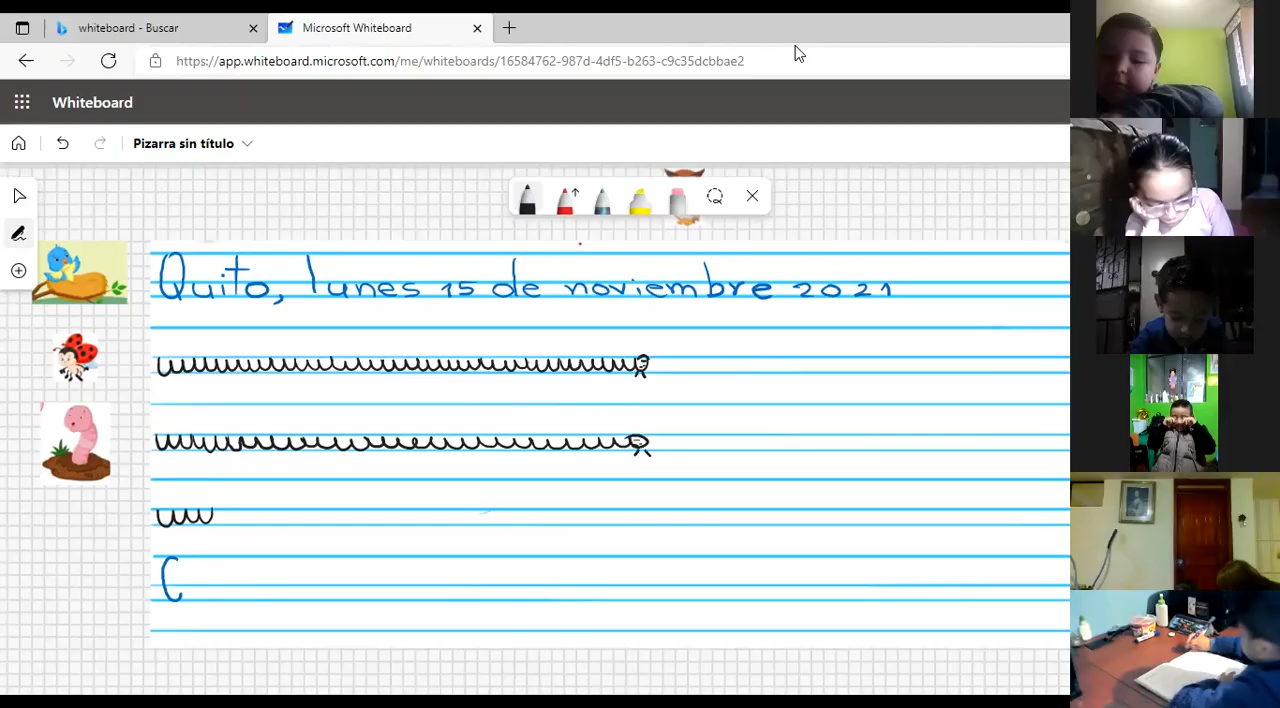 whiteboard - Buscar
Microsoft Whiteboard
https://app.whiteboard.microsoft.com/me/whiteboards/16584762-987d-4df5-b263-c9c35dcbbae2
Whiteboard
Pizarra sin título
Quito, lunes 15 de noviembre 2021
C